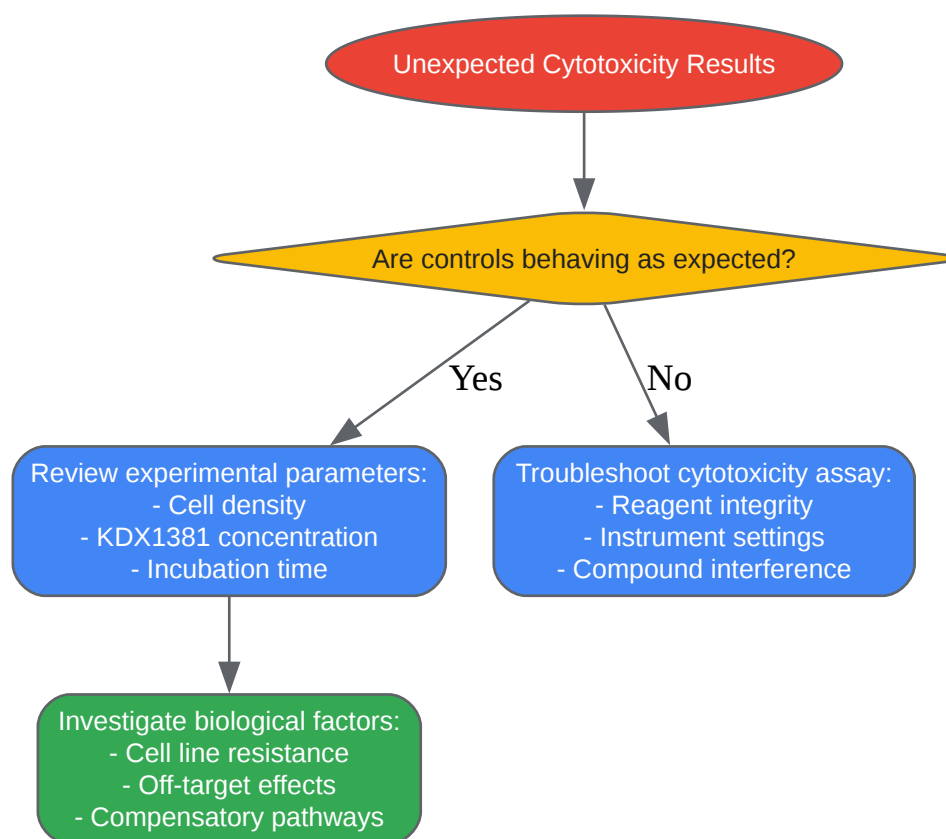 Unexpected Cytotoxicity Results
Are controls behaving as expected?
Yes
No
Review experimental parameters:
- Cell density
- KDX1381 concentration
- Incubation time
Troubleshoot cytotoxicity assay:
- Reagent integrity
- Instrument settings
- Compound interference
Investigate biological factors:
- Cell line resistance
- Off-target effects
- Compensatory pathways